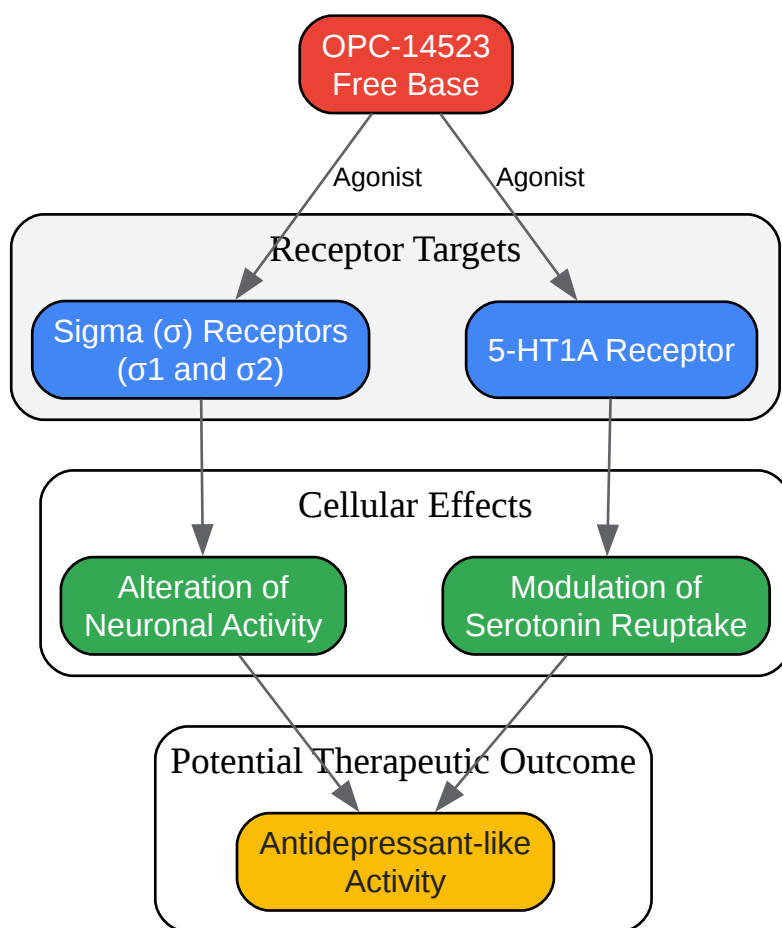 OPC-14523
Free Base
Agonist
Agonist
Receptor Targets
Sigma (σ) Receptors
(σ1 and σ2)
5-HT1A Receptor
Cellular Effects
Alteration of
Neuronal Activity
Modulation of
Serotonin Reuptake
Potential Therapeutic Outcome
Antidepressant-like
Activity